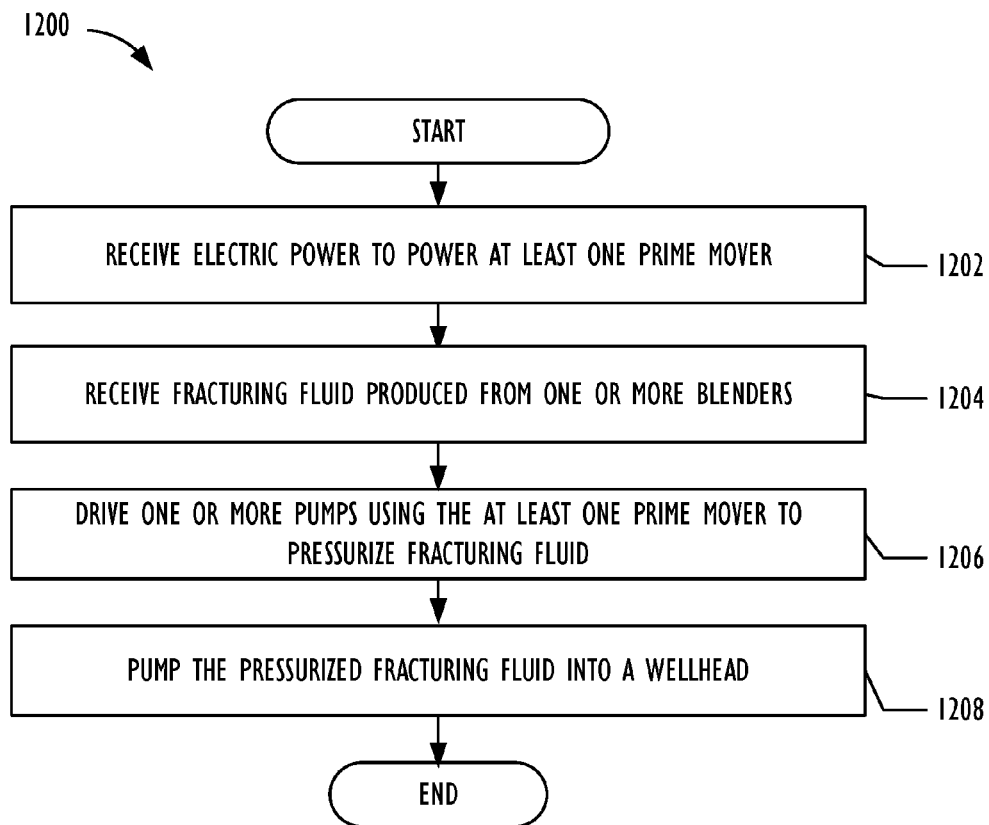 1200
START
RECEIVE ELECTRIC POWER TO POWER AT LEAST ONE PRIME MOVER
1202
RECEIVE FRACTURING FLUID PRODUCED FROM ONE OR MORE BLENDERS
1204
DRIVE ONE OR MORE PUMPS USING THE AT LEAST ONE PRIME MOVER TO
PRESSURIZE FRACTURING FLUID
1206
PUMP THE PRESSURIZED FRACTURING FLUID INTO A WELLHEAD
1208
END